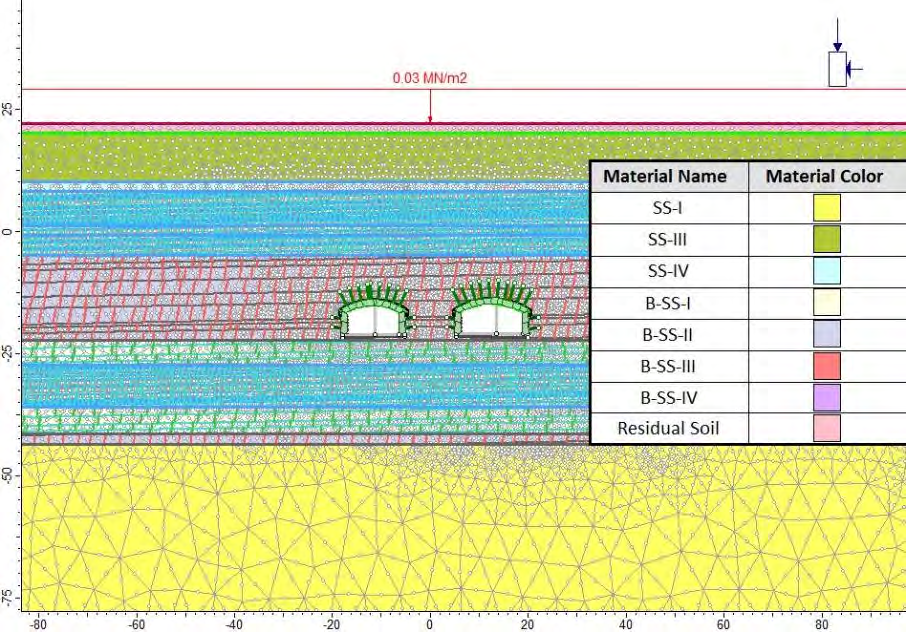 0.03 MN/m2
25
Material Name Material Color
SS-I
SS-III
0
SS-IV
B-SS-I
B-SS-II
-25
B-SS-III
B-SS-IV
Residual Soil
-50
-75
-80 -60 -40 -20 0 20 40 60 80